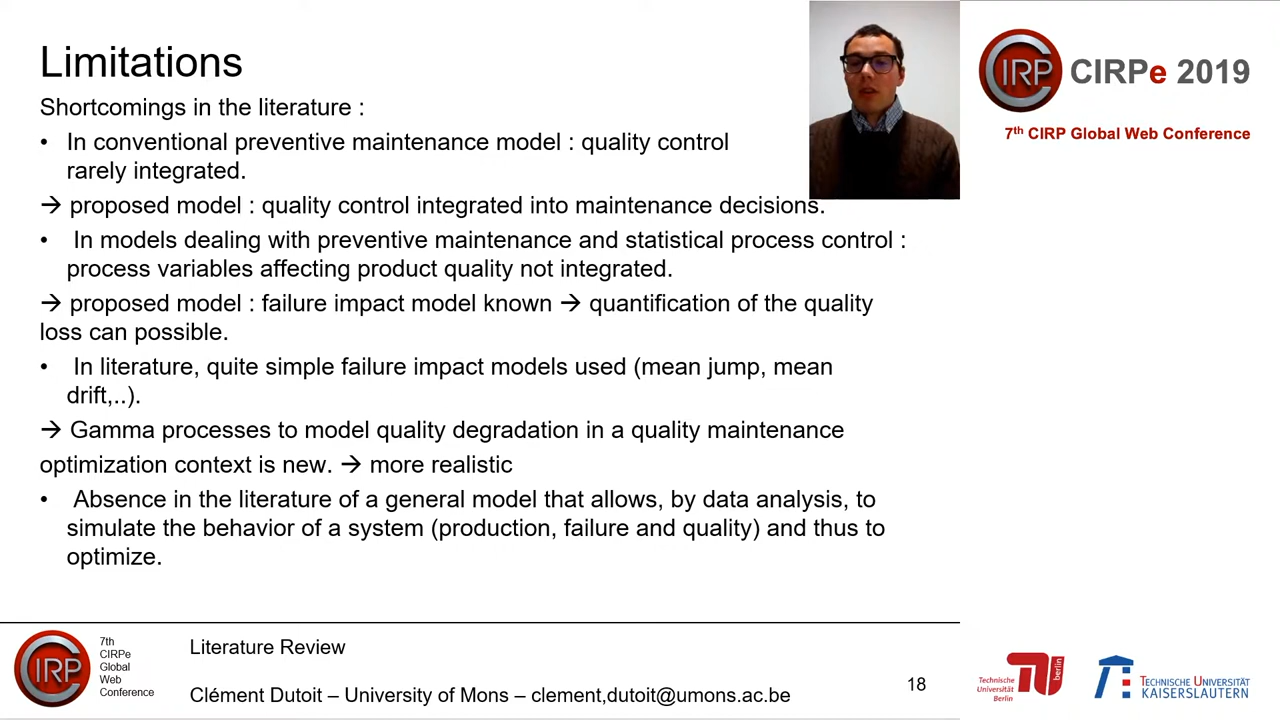 Limitations
Shortcomings in the literature :
• In conventional preventive maintenance model : quality control
rarely integrated.
→ proposed model : quality control integrated into maintenance decisions.
• In models dealing with preventive maintenance and statistical process control :
process variables affecting product quality not integrated.
→ proposed model : failure impact model known → quantification of the quality
loss can possible.
• In literature, quite simple failure impact models used (mean jump, mean
drift,..).
→ Gamma processes to model quality degradation in a quality maintenance
optimization context is new. → more realistic
• Absence in the literature of a general model that allows, by data analysis, to
simulate the behavior of a system (production, failure and quality) and thus to
optimize.
CIRP
CIRPe 2019
7th CIRP Global Web Conference
CIRP
7th
CIRPe
Global
Web
Conference
Literature Review
Clément Dutoit – University of Mons – clement,dutoit@umons.ac.be
18
Technische
Universität
Berlin
berlin
TECHNISCHE UNIVERSITÄT
KAISERSLAUTERN